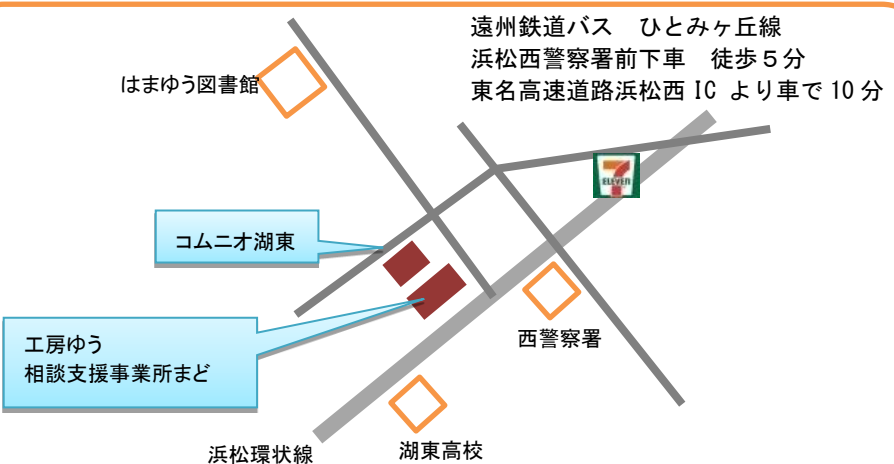 遠州鉄道バス　ひとみヶ丘線
浜松西警察署前下車　徒歩５分
東名高速道路浜松西 IC より車で 10 分
はまゆう図書館
7
ELEVEN
コムニオ湖東
工房ゆう
相談支援事業所まど
西警察署
湖東高校
浜松環状線